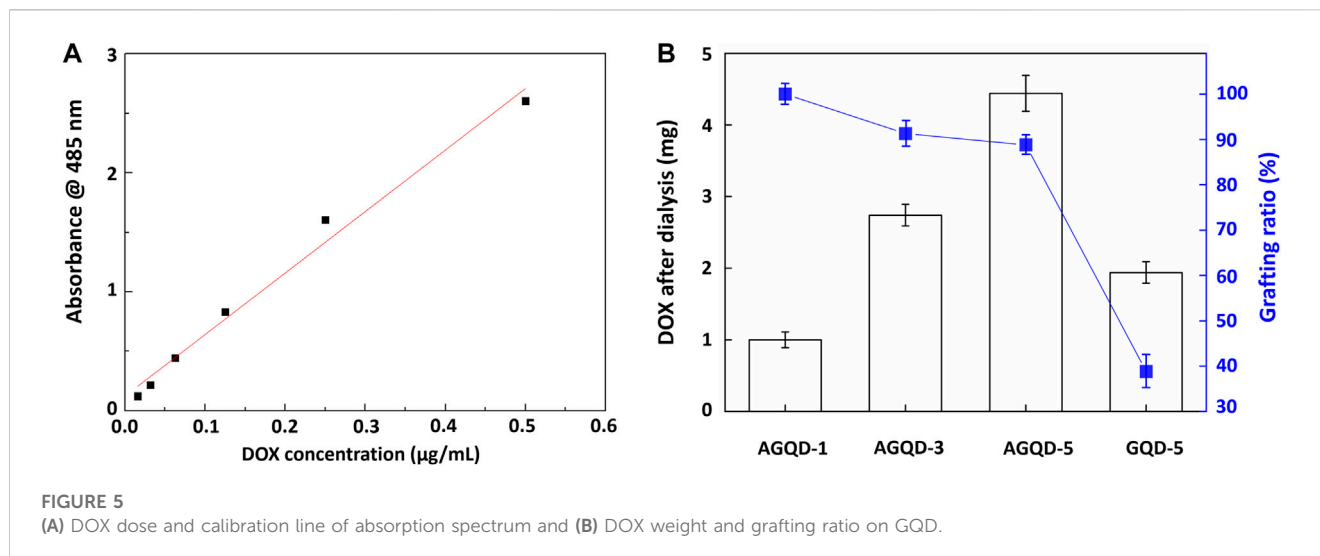 A
Absorbance @ 485 nm
3
2
1
0
0.0 0.1 0.2 0.3 0.4 0.5 0.6
DOX concentration (µg/mL)
B
DOX after dialysis (mg)
5
4
3
2
1
0
100
90
80
70
60
50
40
30
Grafting ratio (%)
AGQD-1 AGQD-3 AGQD-5 GQD-5
FIGURE 5
(A) DOX dose and calibration line of absorption spectrum and (B) DOX weight and grafting ratio on GQD.